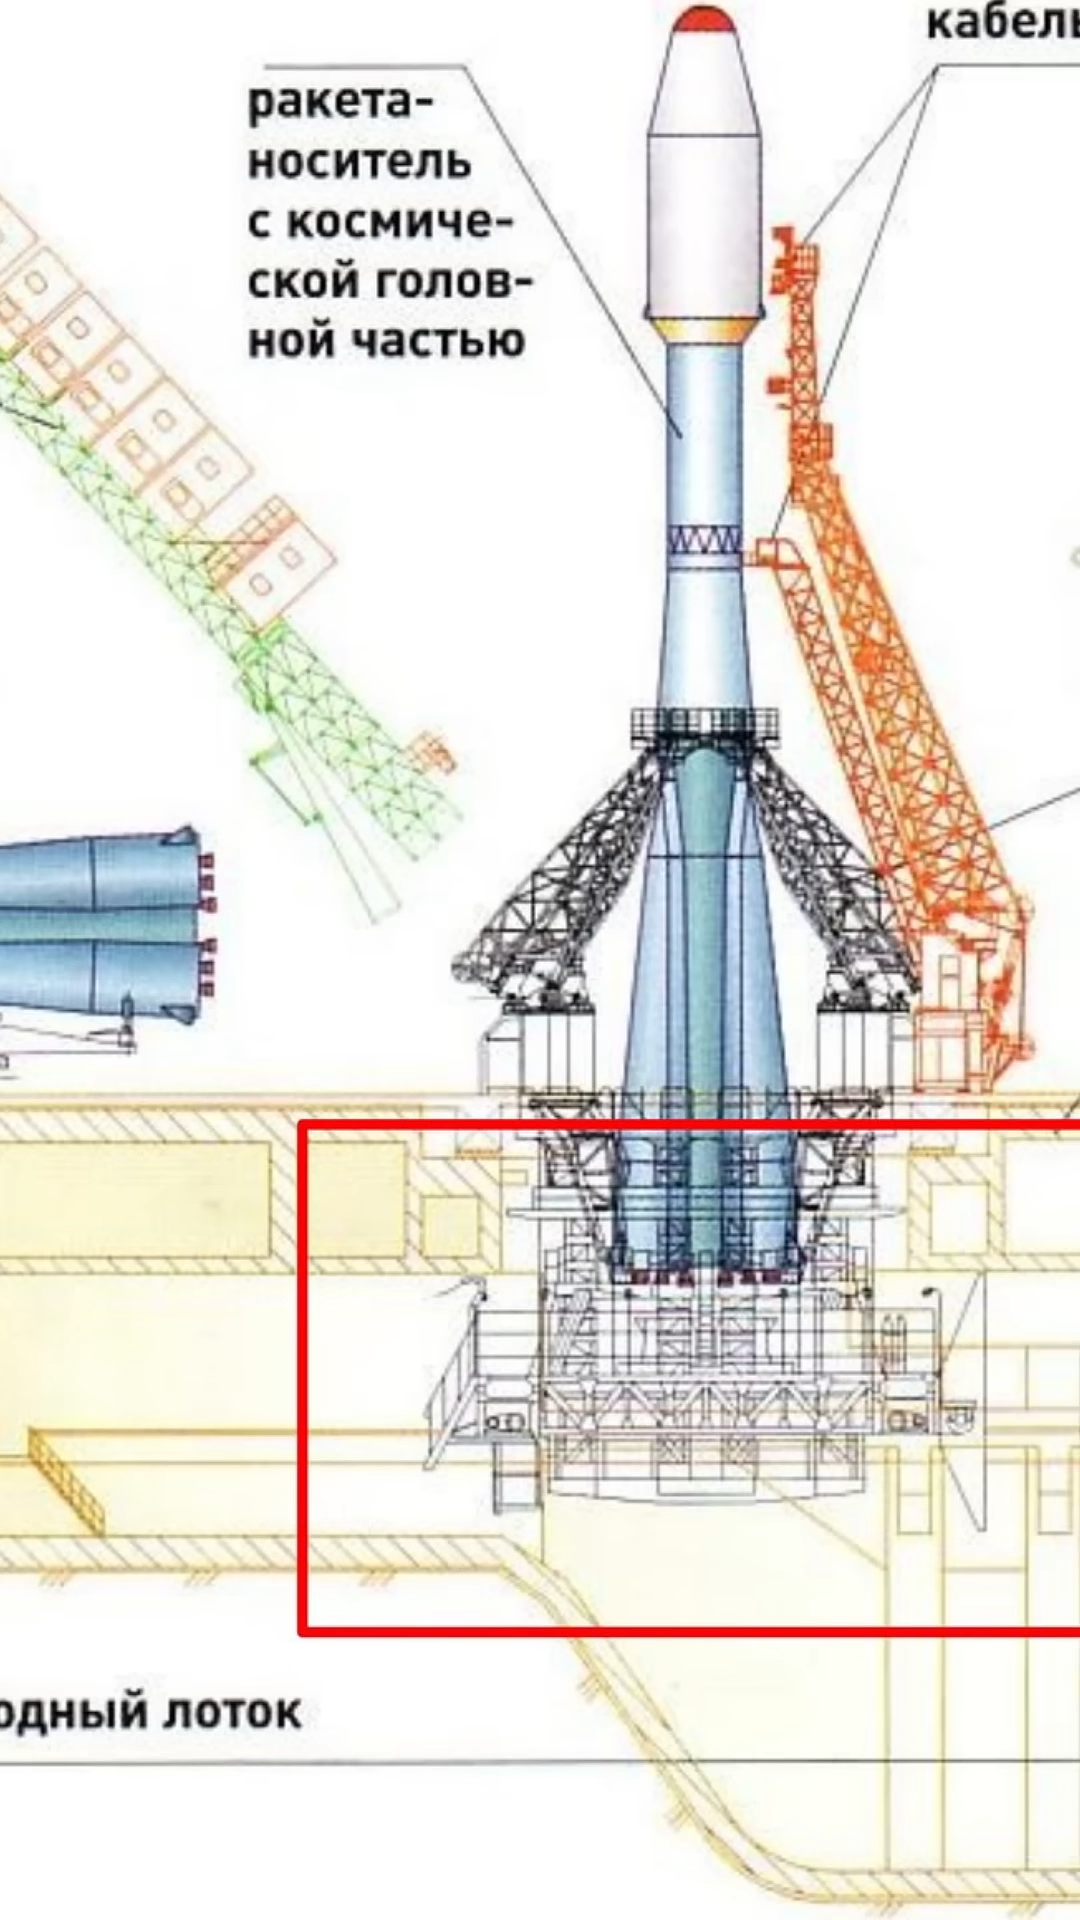 кабель
ракета-
носитель
с космиче-
ской голов-
ной частью
одный лоток